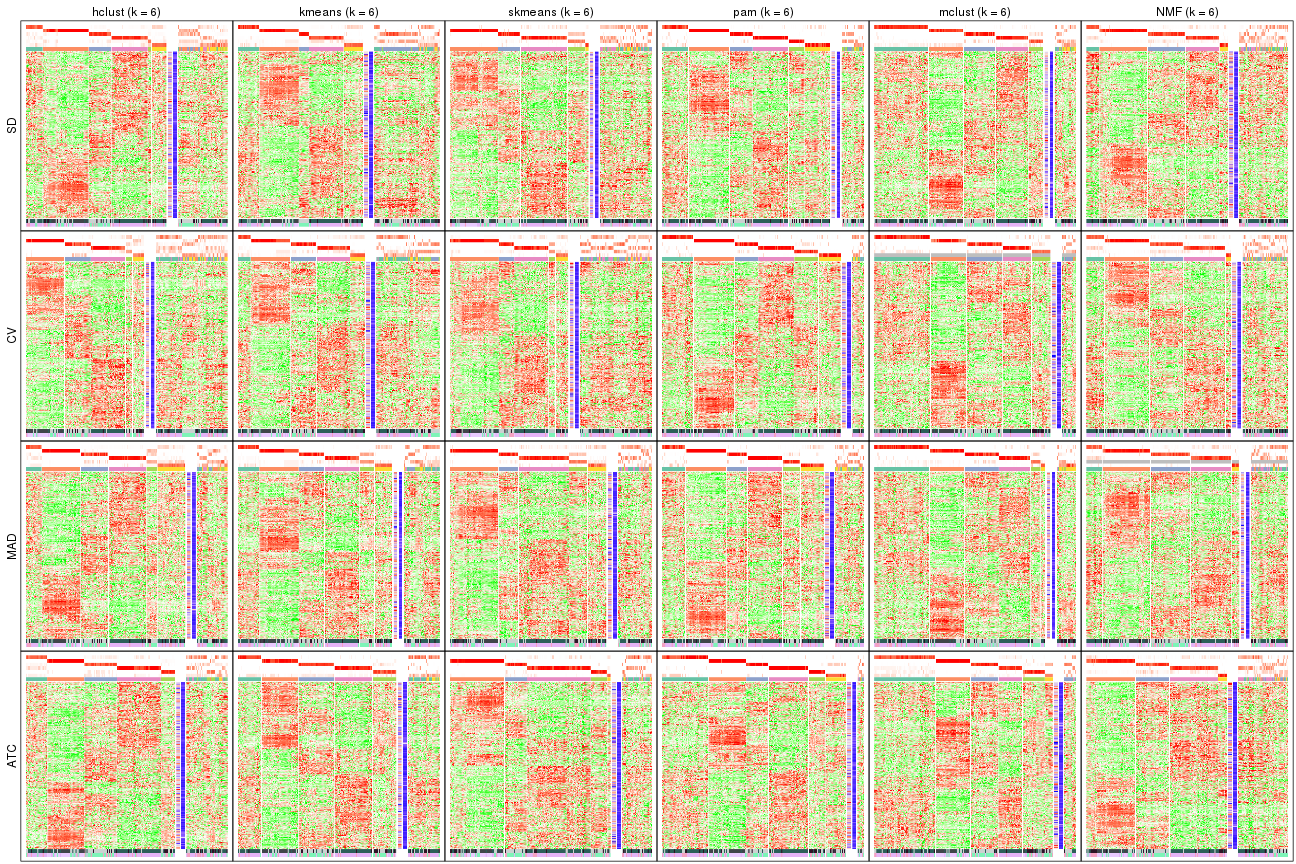 hclust (k = 6) kmeans (k = 6) skmeans (k = 6) pam (k = 6) mclust (k = 6) NMF (k = 6)
SD
CV
MAD
ATC